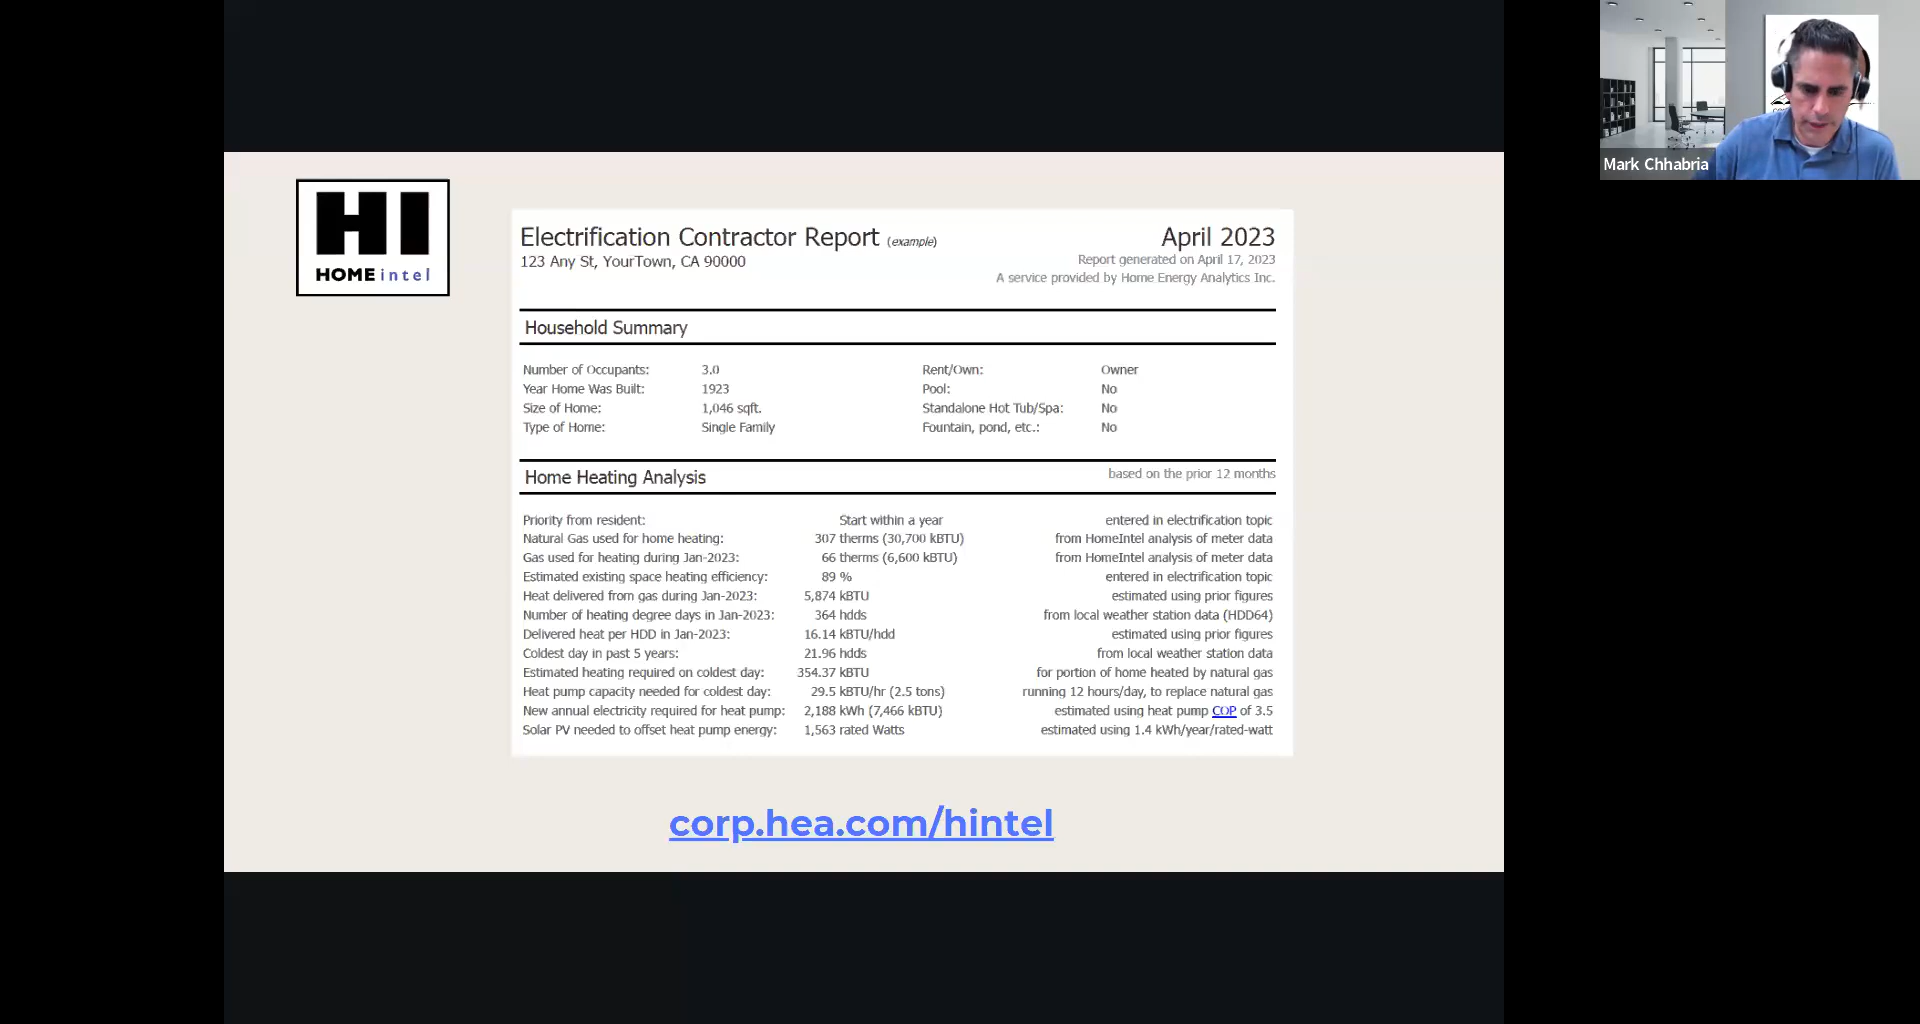 HI
HOMEintel
Electrification Contractor Report (example)
April 2023
123 Any St, YourTown, CA 90000
Report generated on April 17, 2023
A service provided by Home Energy Analytics Inc.
Household Summary
Number of Occupants: 3.0 Rent/Own: Owner
Year Home Was Built: 1923 Pool: No
Size of Home: 1,046 sqft. Standalone Hot Tub/Spa: No
Type of Home: Single Family Fountain, pond, etc.: No
Home Heating Analysis based on the prior 12 months
Priority from resident: Start within a year entered in electrification topic
Natural Gas used for home heating: 307 therms (30,700 kBTU) from HomeIntel analysis of meter data
Gas used for heating during Jan-2023: 66 therms (6,600 kBTU) from HomeIntel analysis of meter data
Estimated existing space heating efficiency: 89 % entered in electrification topic
Heat delivered from gas during Jan-2023: 5,874 kBTU estimated using prior figures
Number of heating degree days in Jan-2023: 364 hdds from local weather station data (HDD64)
Delivered heat per HDD in Jan-2023: 16.14 kBTU/hdd estimated using prior figures
Coldest day in past 5 years: 21.96 hdds from local weather station data
Estimated heating required on coldest day: 354.37 kBTU for portion of home heated by natural gas
Heat pump capacity needed for coldest day: 29.5 kBTU/hr (2.5 tons) running 12 hours/day, to replace natural gas
New annual electricity required for heat pump: 2,188 kWh (7,466 kBTU) estimated using heat pump COP of 3.5
Solar PV needed to offset heat pump energy: 1,563 rated Watts estimated using 1.4 kWh/year/rated-watt
corp.hea.com/hintel
Mark Chhabria